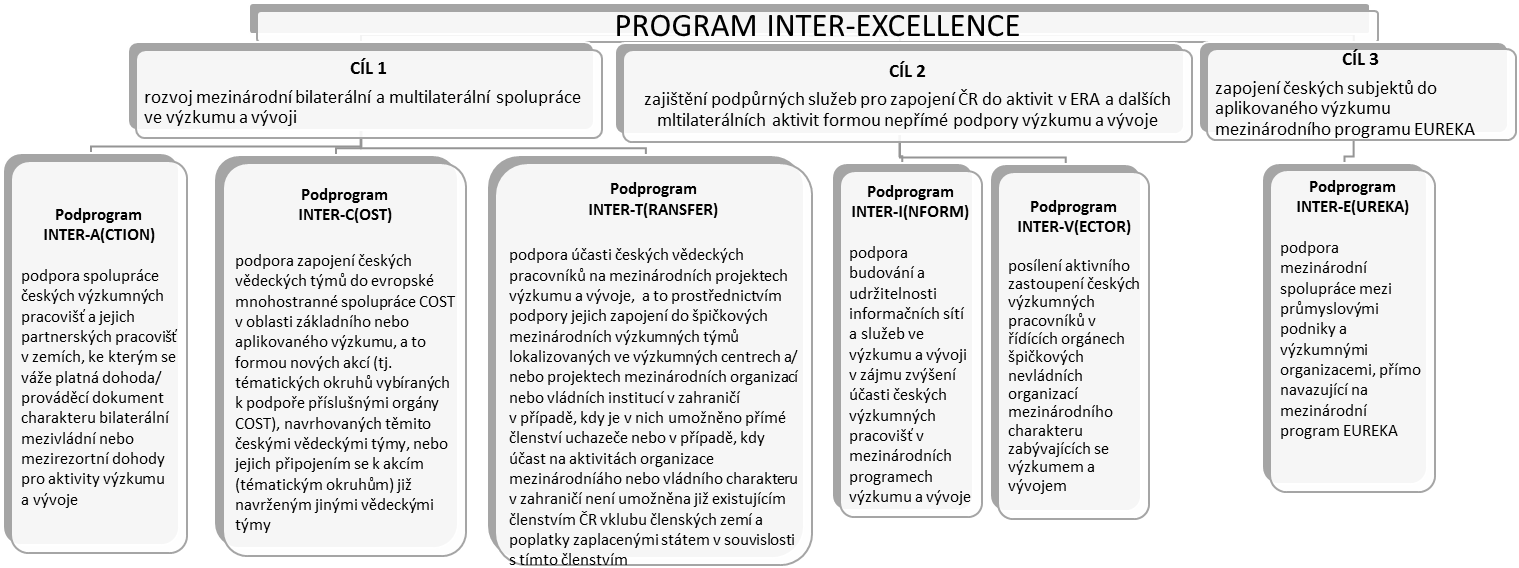 PROGRAM INTER-EXCELLENCE
CÍL 1
rozvoj mezinárodní bilaterální a multilaterální spolupráce
ve výzkumu a vývoji
CÍL 2
zajištění podpůrných služeb pro zapojení ČR do aktivit v ERA a dalších
mltilaterálních aktivit formou nepřímé podpory výzkumu a vývoje
CÍL 3
zapojení českých subjektů do
aplikovaného výzkumu
mezinárodního programu EUREKA
Podprogram
INTER-A(CTION)
podpora spolupráce
českých výzkumných
pracovišť a jejich
partnerských pracovišť
v zemích, ke kterým se
váže platná dohoda/
prováděcí dokument
charakteru bilaterální
mezivládní nebo
mezirezortní dohody
pro aktivity výzkumu
a vývoje
Podprogram
INTER-C(OST)
podpora zapojení českých
vědeckých týmů do evropské
mnohostranné spolupráce COST
v oblasti základního nebo
aplikovaného výzkumu, a to
formou nových akcí (tj.
tématických okruhů vybíraných
k podpoře příslušnými orgány
COST), navrhovaných těmito
českými vědeckými týmy, nebo
jejich připojením se k akcím
(tématickým okruhům) již
navrženým jinými vědeckými
týmy
Podprogram
INTER-T(RANSFER)
podpora účasti českých vědeckých
pracovníků na mezinárodních projektech
výzkumu a vývoje, a to prostřednictvím
podpory jejich zapojení do špičkových
mezinárodních výzkumných týmů
lokalizovaných ve výzkumných centrech a/
nebo projektech mezinárodních organizací
nebo vládních institucí v zahraničí
v případě, kdy je v nich umožněno přímé
členství uchazeče nebo v případě, kdy
účast na aktivitách organizace
mezinárodníáho nebo vládního charakteru
v zahraničí není umožněna již existujícím
členstvím ČR vklubu členských zemí a
poplatky zaplacenými státem v souvislosti
s tímto členstvím
Podprogram
INTER-I(NFORM)
podpora
budování a
udržitelnosti
informačních sítí
a služeb ve
výzkumu a vývoji
v zájmu zvýšení
účasti českých
výzkumných
pracovišť v
mezinárodních
programech
výzkumu a vývoje
Podprogram
INTER-V(ECTOR)
posílení aktivního
zastoupení českých
výzkumných
pracovníků v
řídících orgánech
špičkových
nevládních
organizací
mezinárodního
charakteru
zabývajících se
výzkumem a
vývojem
Podprogram
INTER-E(UREKA)
podpora
mezinárodní
spolupráce mezi
průmyslovými
podniky a
výzkumnými
organizacemi, přímo
navazující na
mezinárodní
program EUREKA